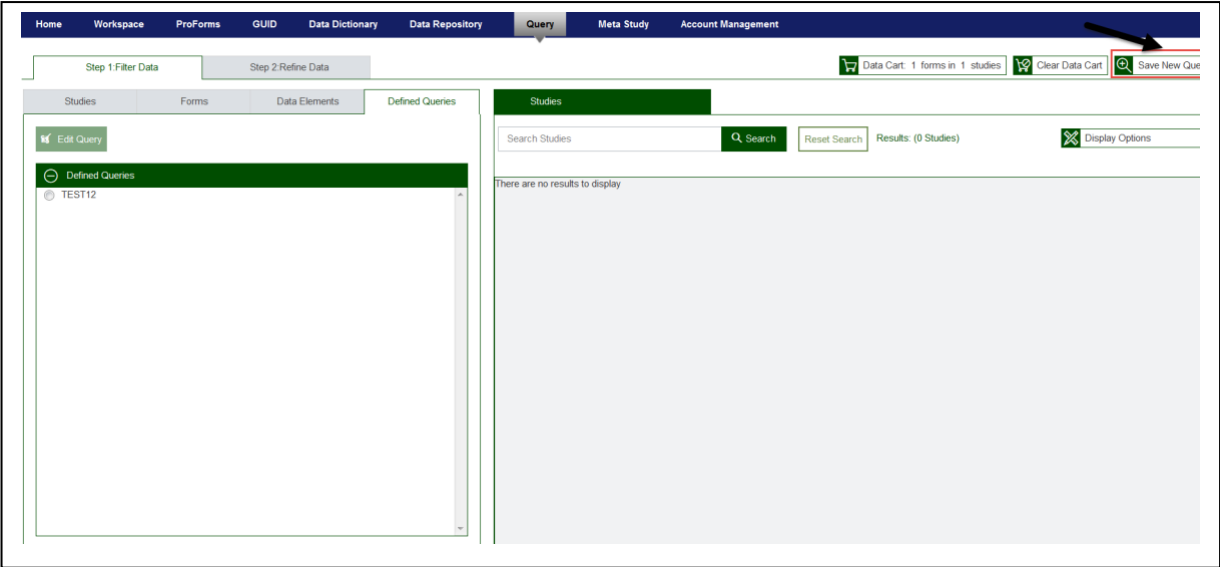 Home Workspace ProForms GUID Data Dictionary Data Repository Query Meta Study Account Management
Step 1:Filter Data Step 2:Refine Data Data Cart: 1 forms in 1 studies Clear Data Cart Save New Que
Studies Forms Data Elements Defined Queries Studies
Edit Query Search Studies Search Reset Search Results: (0 Studies) Display Options
Defined Queries
There are no results to display
TEST12